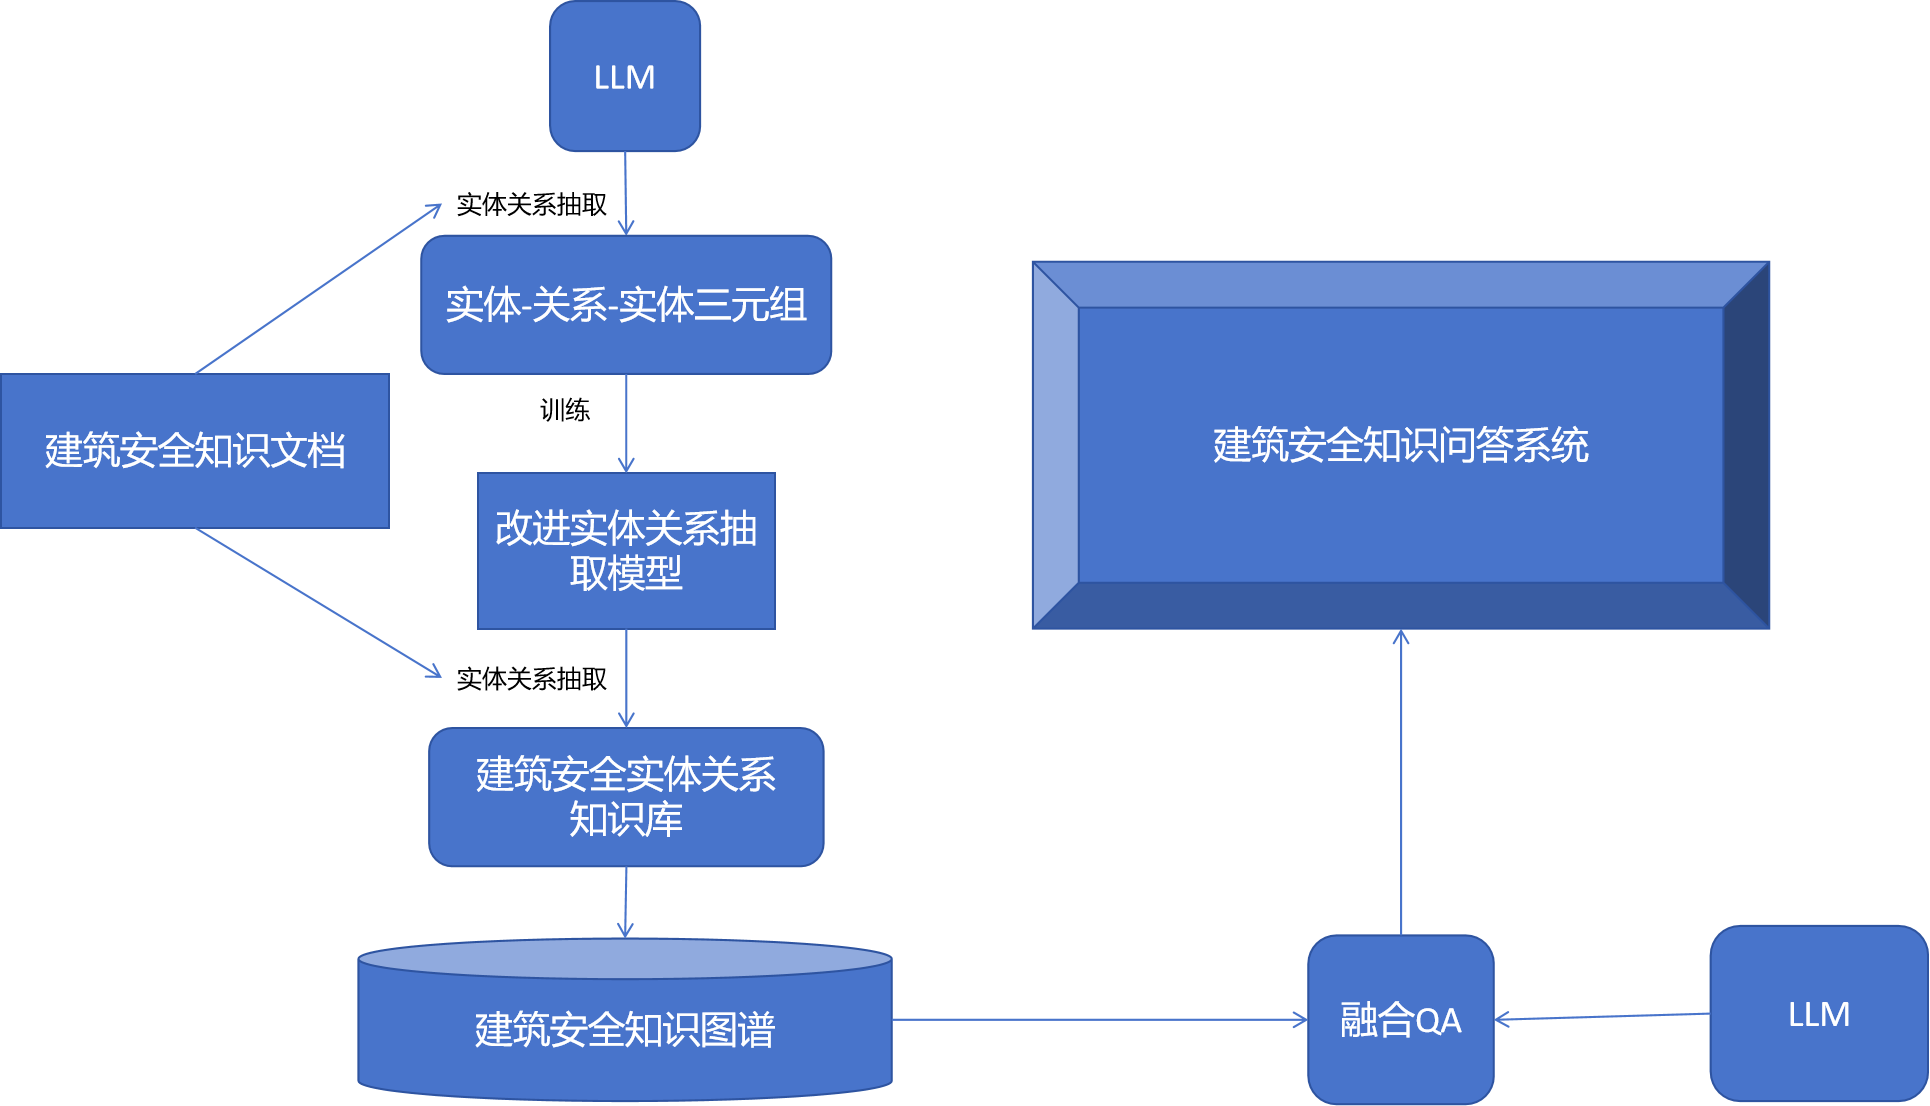 LLM
实体关系抽取
实体-关系-实体三元组
训练
建筑安全知识文档
改进实体关系抽
取模型
实体关系抽取
建筑安全实体关系
知识库
建筑安全知识图谱
建筑安全知识问答系统
融合QA
LLM